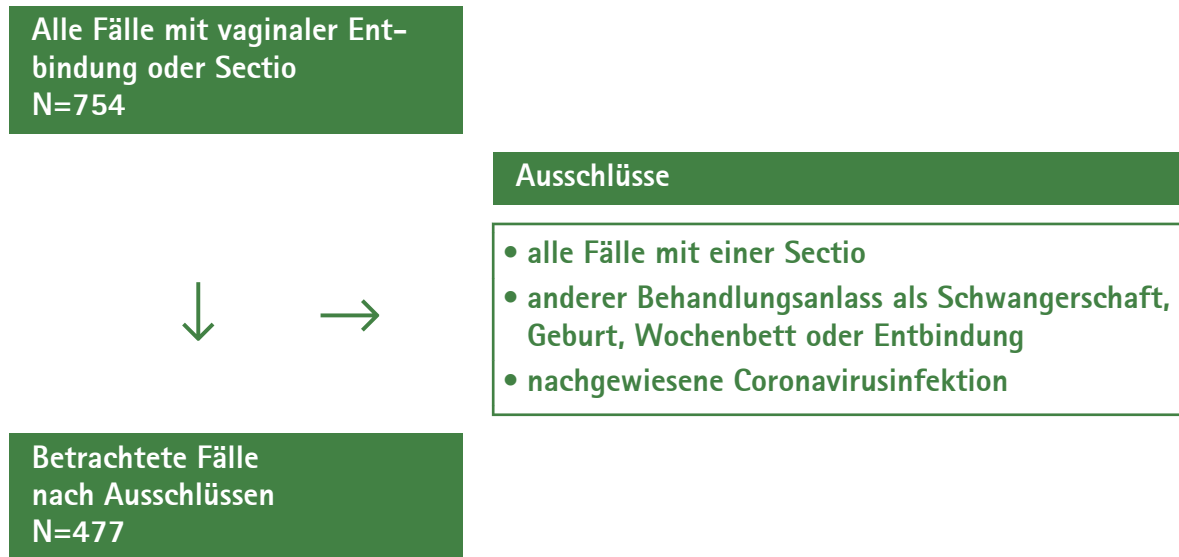 Alle Fälle mit vaginaler Ent-
bindung oder Sectio
N=754
Ausschlüsse
• alle Fälle mit einer Sectio
• anderer Behandlungsanlass als Schwangerschaft,
Geburt, Wochenbett oder Entbindung
• nachgewiesene Coronavirusinfektion
Betrachtete Fälle
nach Ausschlüssen
N=477